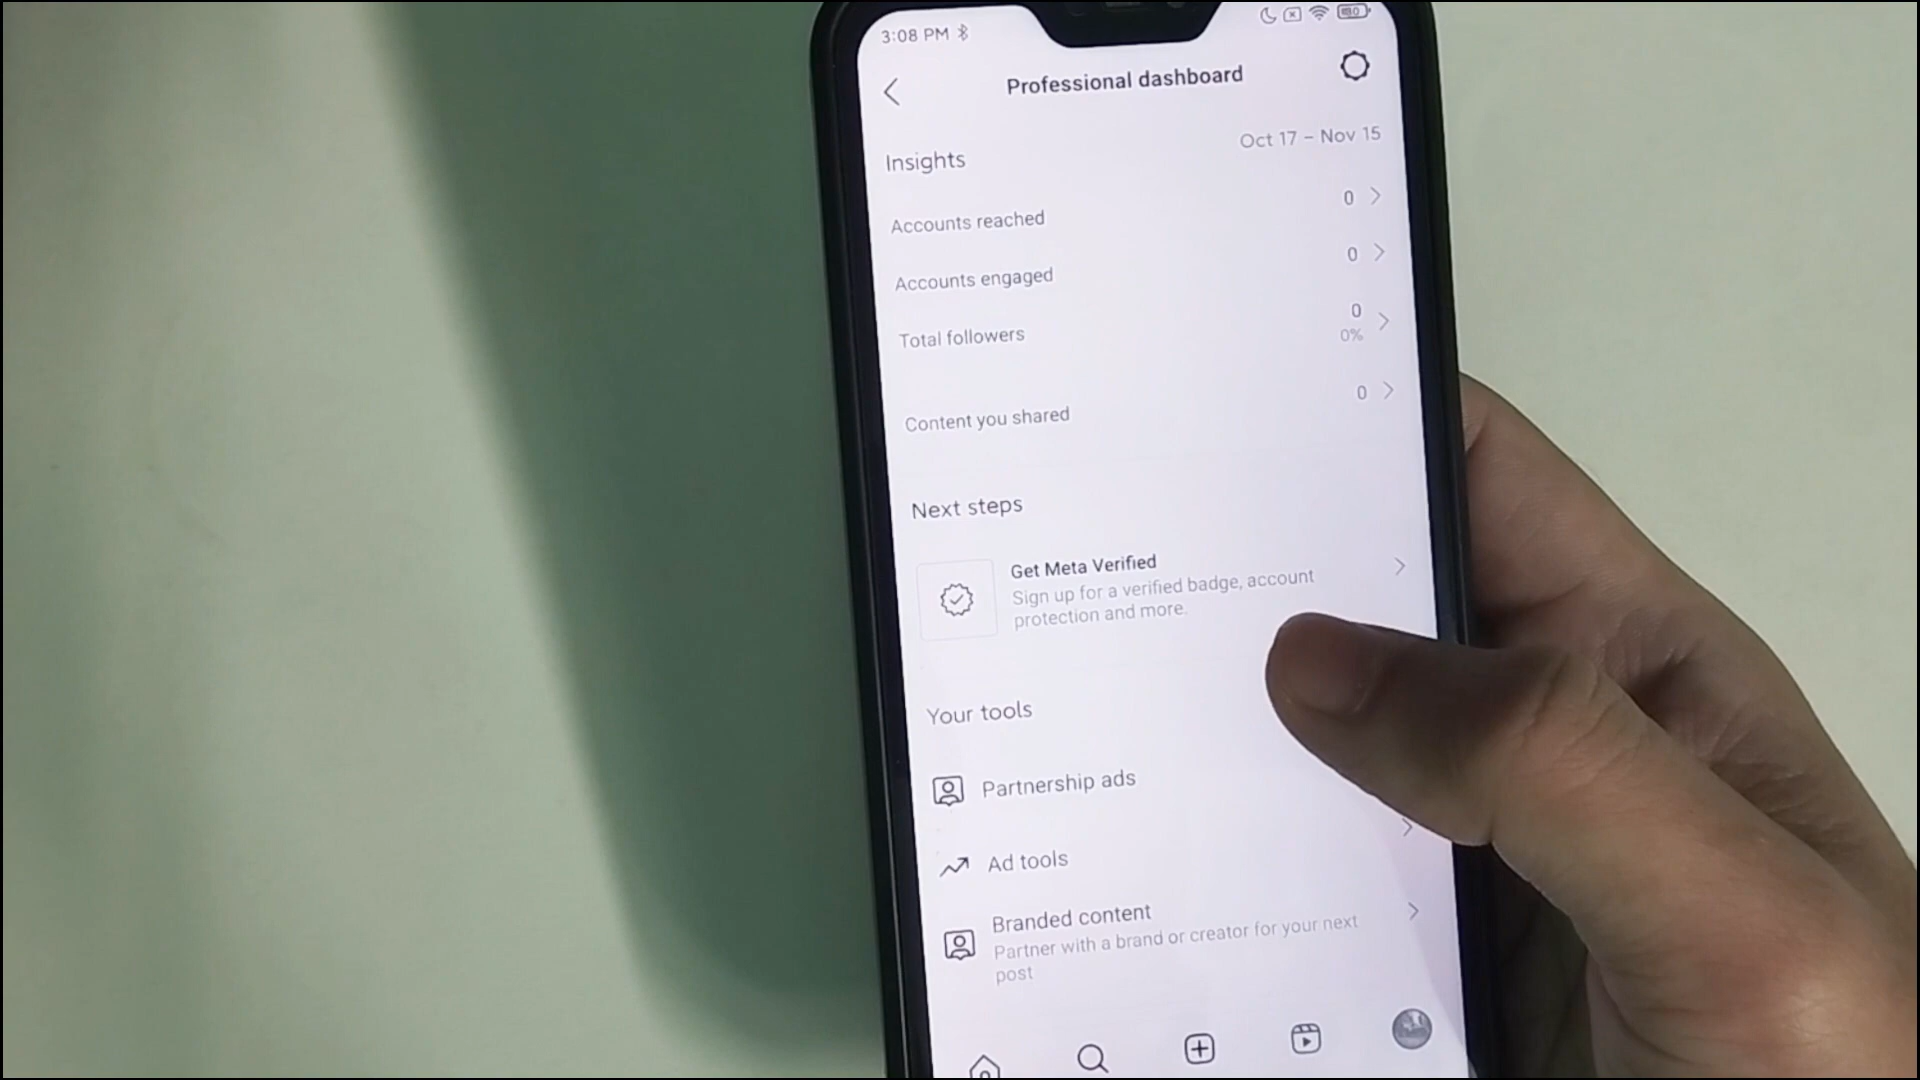 3:08 PM
Professional dashboard
Insights
Oct 17 – Nov 15
Accounts reached
0
Accounts engaged
0
Total followers
0
0%
Content you shared
0
Next steps
Get Meta Verified
Sign up for a verified badge, account
protection and more.
Your tools
Partnership ads
Ad tools
Branded content
Partner with a brand or creator for your next
post